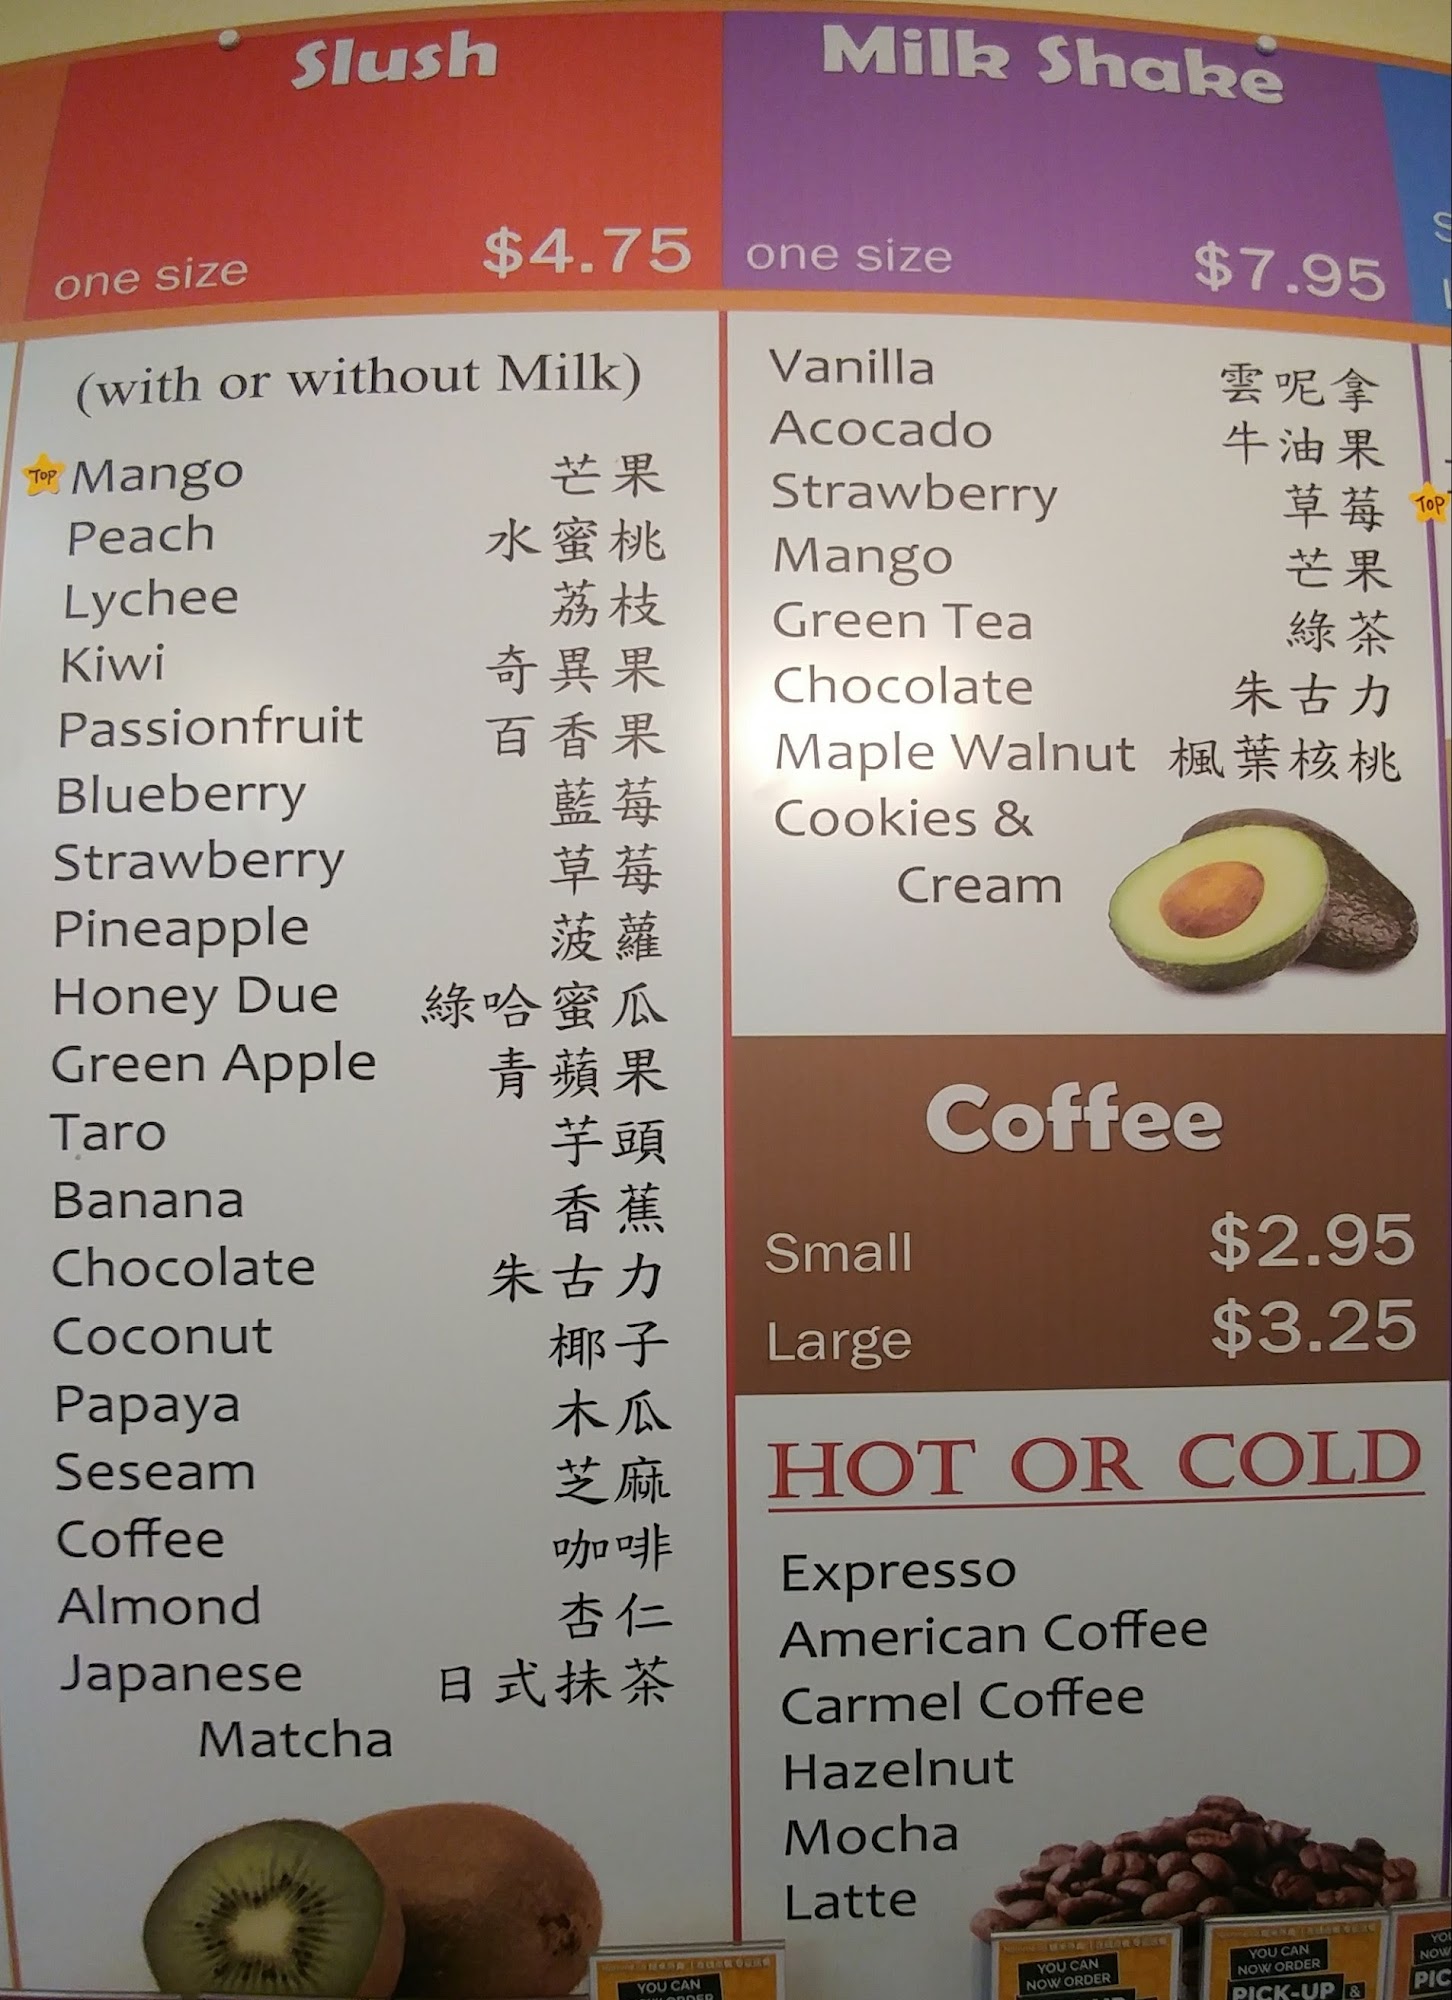 Slush
one size $4.75
(with or without Milk)
TOP Mango 芒果
Peach 水蜜桃
Lychee 荔枝
Kiwi 奇異果
Passionfruit 百香果
Blueberry 藍莓
Strawberry 草莓
Pineapple 菠蘿
Honey Due 綠哈蜜瓜
Green Apple 青蘋果
Taro 芋頭
Banana 香蕉
Chocolate 朱古力
Coconut 椰子
Papaya 木瓜
Seseam 芝麻
Coffee 咖啡
Almond 杏仁
Japanese 日式抹茶
Matcha
Milk Shake
one size $7.95
Vanilla 雲呢拿
Acocado 牛油果
Strawberry 草莓
TOP
Mango 芒果
Green Tea 綠茶
Chocolate 朱古力
Maple Walnut 楓葉核桃
Cookies &
Cream
Coffee
Small $2.95
Large $3.25
HOT OR COLD
Expresso
American Coffee
Carmel Coffee
Hazelnut
Mocha
Latte
YOU CAN
YOU CAN
NOW ORDER
YOU CAN
NOW ORDER
PICK-UP &
NOW
PIC